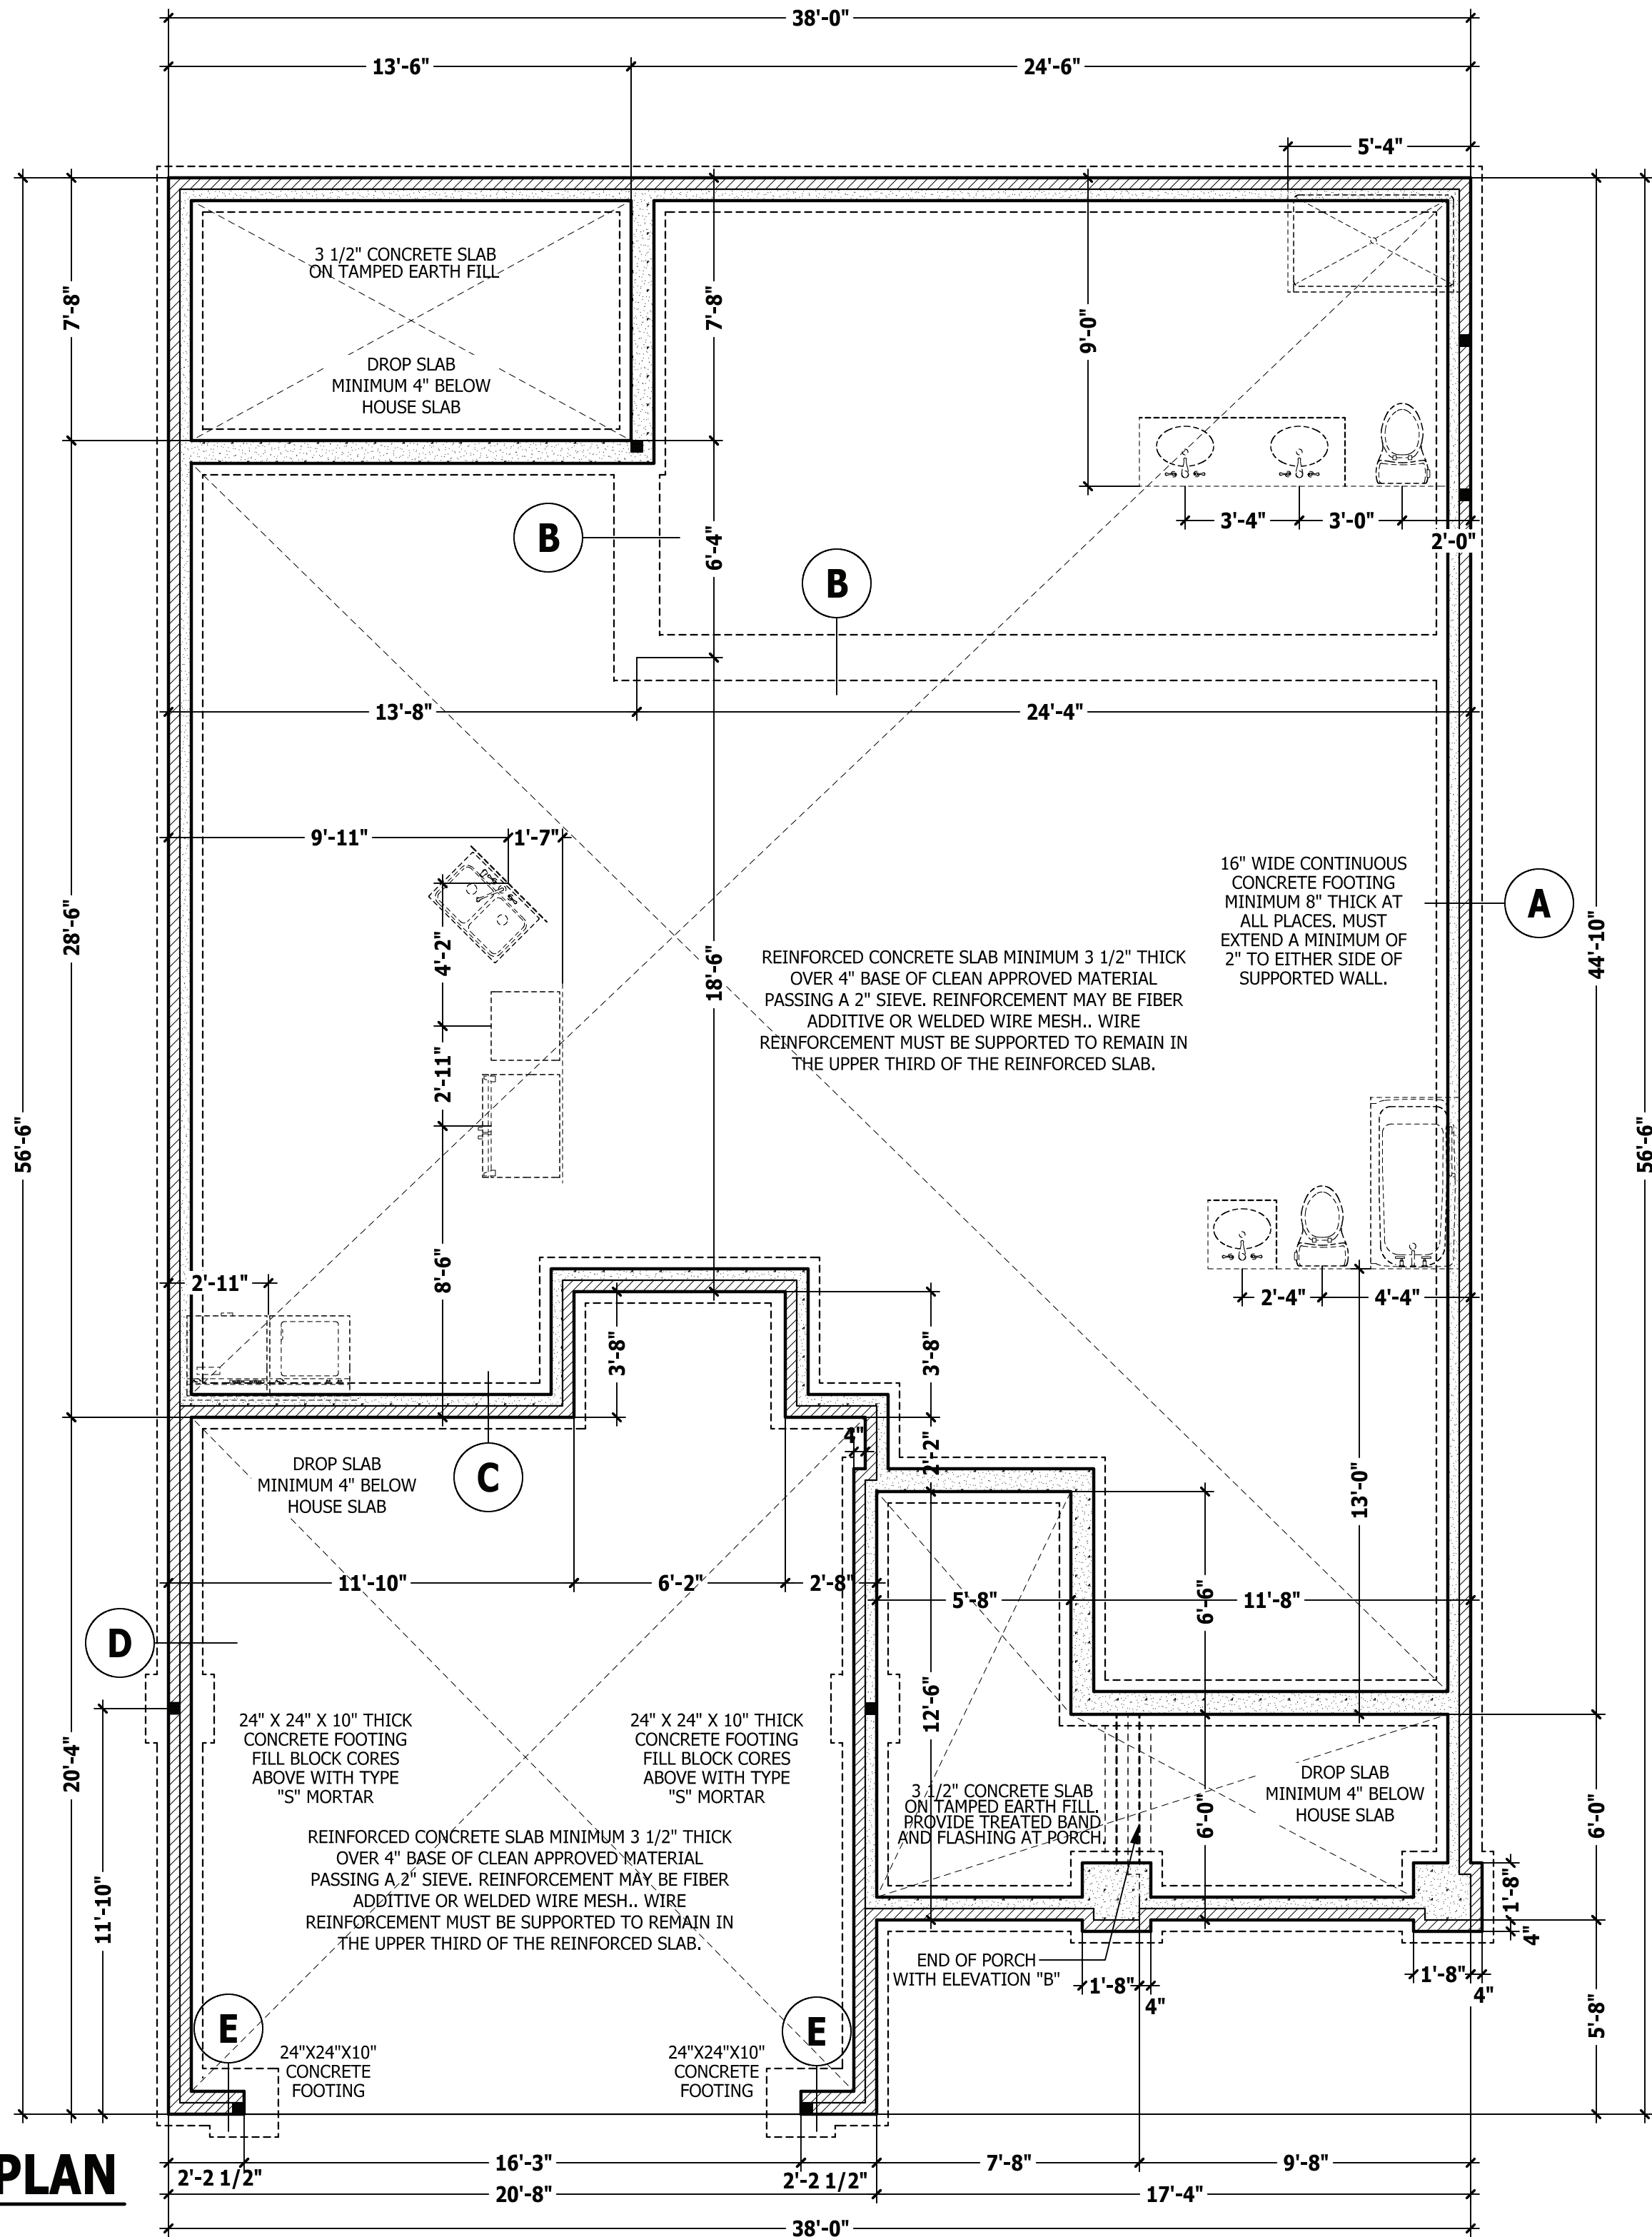 38'-0"
13'-6"
24'-6"
5'-4"
3 1/2" CONCRETE SLAB
ON TAMPED EARTH FILL
7'-8"
7'-8"
9'-0"
DROP SLAB
MINIMUM 4" BELOW
HOUSE SLAB
B
6'-4"
3'-4"
3'-0"
2'-0"
B
13'-8"
24'-4"
9'-11"
1'-7"
16" WIDE CONTINUOUS
CONCRETE FOOTING
MINIMUM 8" THICK AT
ALL PLACES. MUST
EXTEND A MINIMUM OF
2" TO EITHER SIDE OF
SUPPORTED WALL.
A
28'-6"
4'-2"
18'-6"
44'-10"
REINFORCED CONCRETE SLAB MINIMUM 3 1/2" THICK
OVER 4" BASE OF CLEAN APPROVED MATERIAL
PASSING A 2" SIEVE. REINFORCEMENT MAY BE FIBER
ADDITIVE OR WELDED WIRE MESH.. WIRE
REINFORCEMENT MUST BE SUPPORTED TO REMAIN IN
THE UPPER THIRD OF THE REINFORCED SLAB.
2'-11"
56'-6"
56'-6"
8'-6"
2'-11"
2'-4"
4'-4"
3'-8"
3'-8"
4"
2'-2"
DROP SLAB
MINIMUM 4" BELOW
HOUSE SLAB
C
13'-0"
11'-10"
6'-2"
2'-8"
5'-8"
6'-6"
11'-8"
D
12'-6"
20'-4"
24" X 24" X 10" THICK
CONCRETE FOOTING
FILL BLOCK CORES
ABOVE WITH TYPE
"S" MORTAR
24" X 24" X 10" THICK
CONCRETE FOOTING
FILL BLOCK CORES
ABOVE WITH TYPE
"S" MORTAR
3 1/2" CONCRETE SLAB
ON TAMPED EARTH FILL.
PROVIDE TREATED BAND
AND FLASHING AT PORCH.
6'-0"
DROP SLAB
MINIMUM 4" BELOW
HOUSE SLAB
6'-0"
REINFORCED CONCRETE SLAB MINIMUM 3 1/2" THICK
OVER 4" BASE OF CLEAN APPROVED MATERIAL
PASSING A 2" SIEVE. REINFORCEMENT MAY BE FIBER
ADDITIVE OR WELDED WIRE MESH.. WIRE
REINFORCEMENT MUST BE SUPPORTED TO REMAIN IN
THE UPPER THIRD OF THE REINFORCED SLAB.
11'-10"
1'-8"
4"
END OF PORCH
WITH ELEVATION "B"
1'-8"
4"
1'-8"
4"
5'-8"
E
24"X24"X10"
CONCRETE
FOOTING
E
24"X24"X10"
CONCRETE
FOOTING
PLAN
2'-2 1/2"
16'-3"
2'-2 1/2"
7'-8"
9'-8"
20'-8"
17'-4"
38'-0"